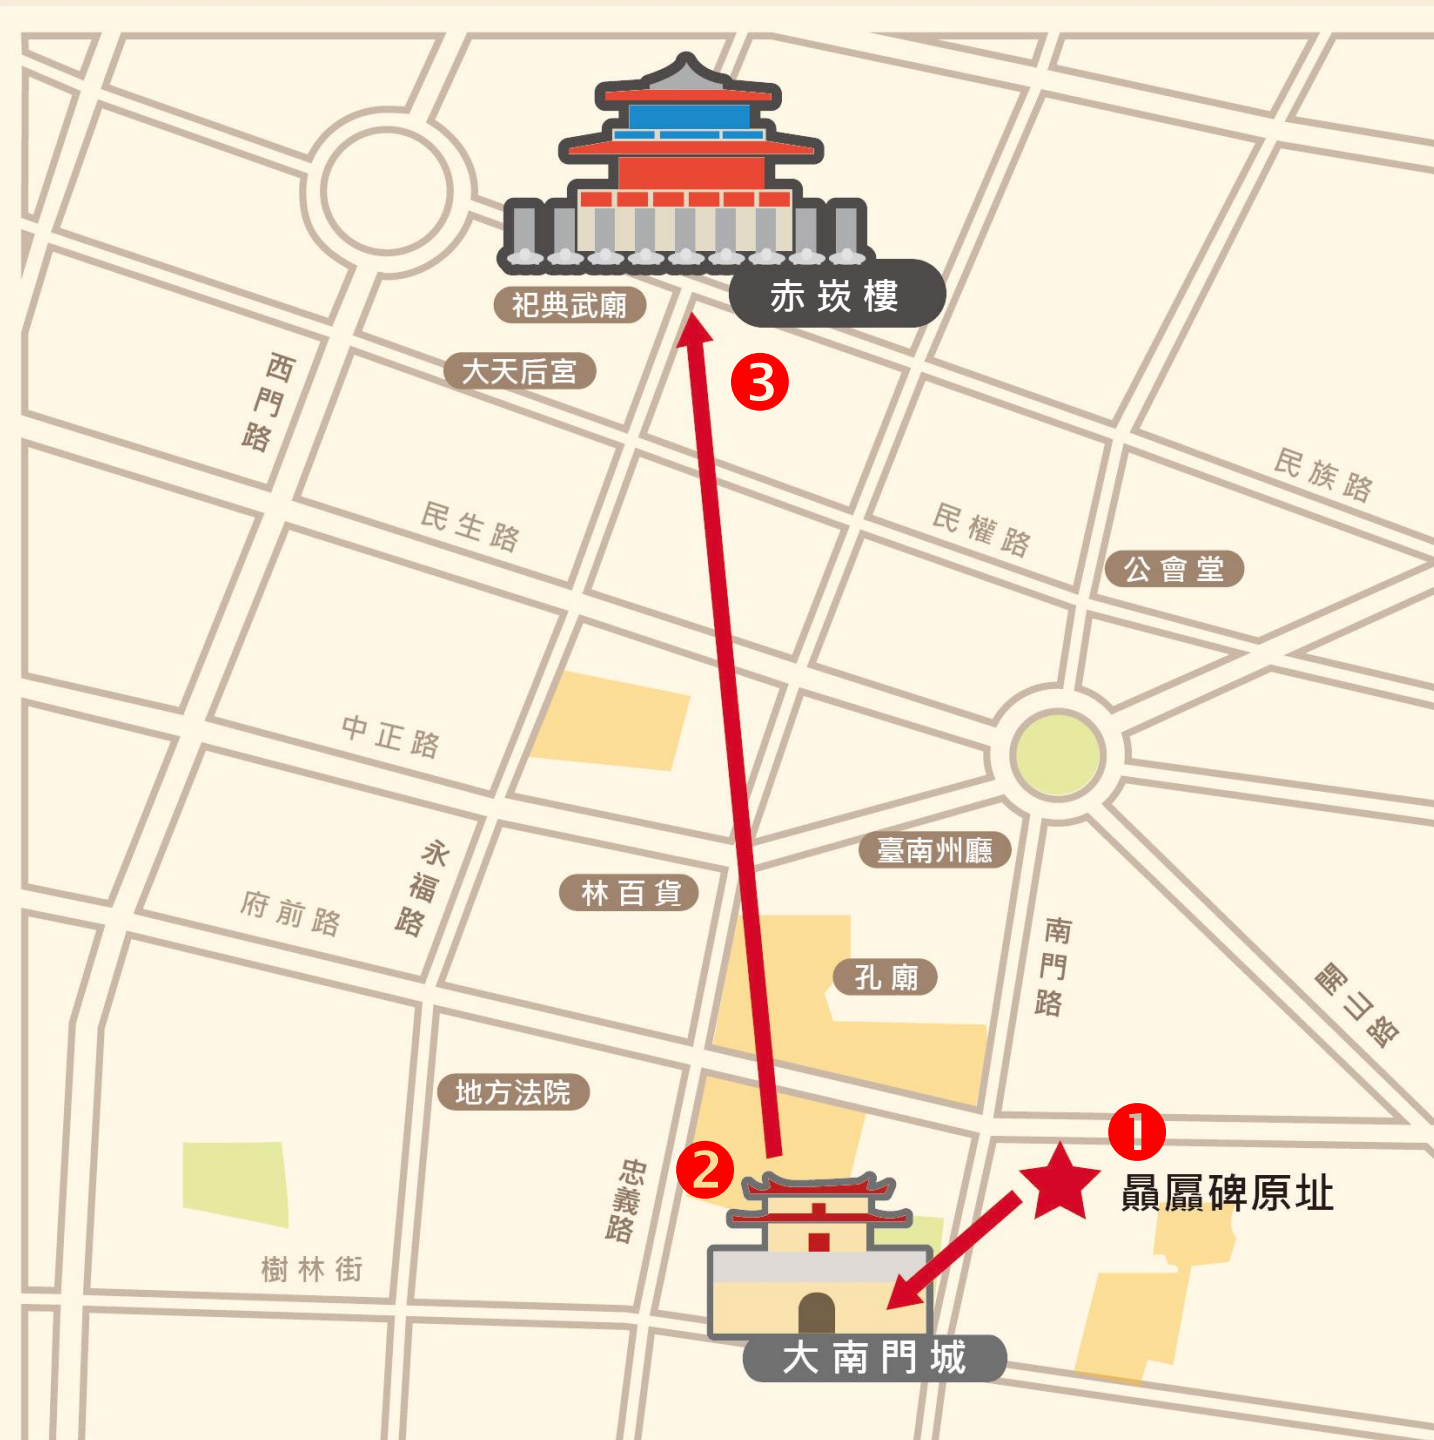 赤崁樓
祀典武廟
大天后宮
3
西門路
民族路
民生路
民權路
公會堂
中正路
永福路
臺南州廳
林百貨
府前路
南門路
孔廟
開山路
地方法院
1
2
忠義路
贔屭碑原址
樹林街
大南門城